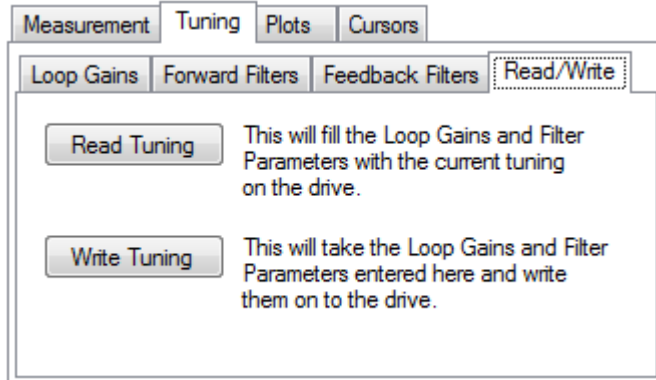 Measurement Tuning Plots Cursors
Loop Gains Forward Filters Feedback Filters Read/Write
Read Tuning
This will fill the Loop Gains and Filter
Parameters with the current tuning
on the drive.
Write Tuning
This will take the Loop Gains and Filter
Parameters entered here and write
them on to the drive.